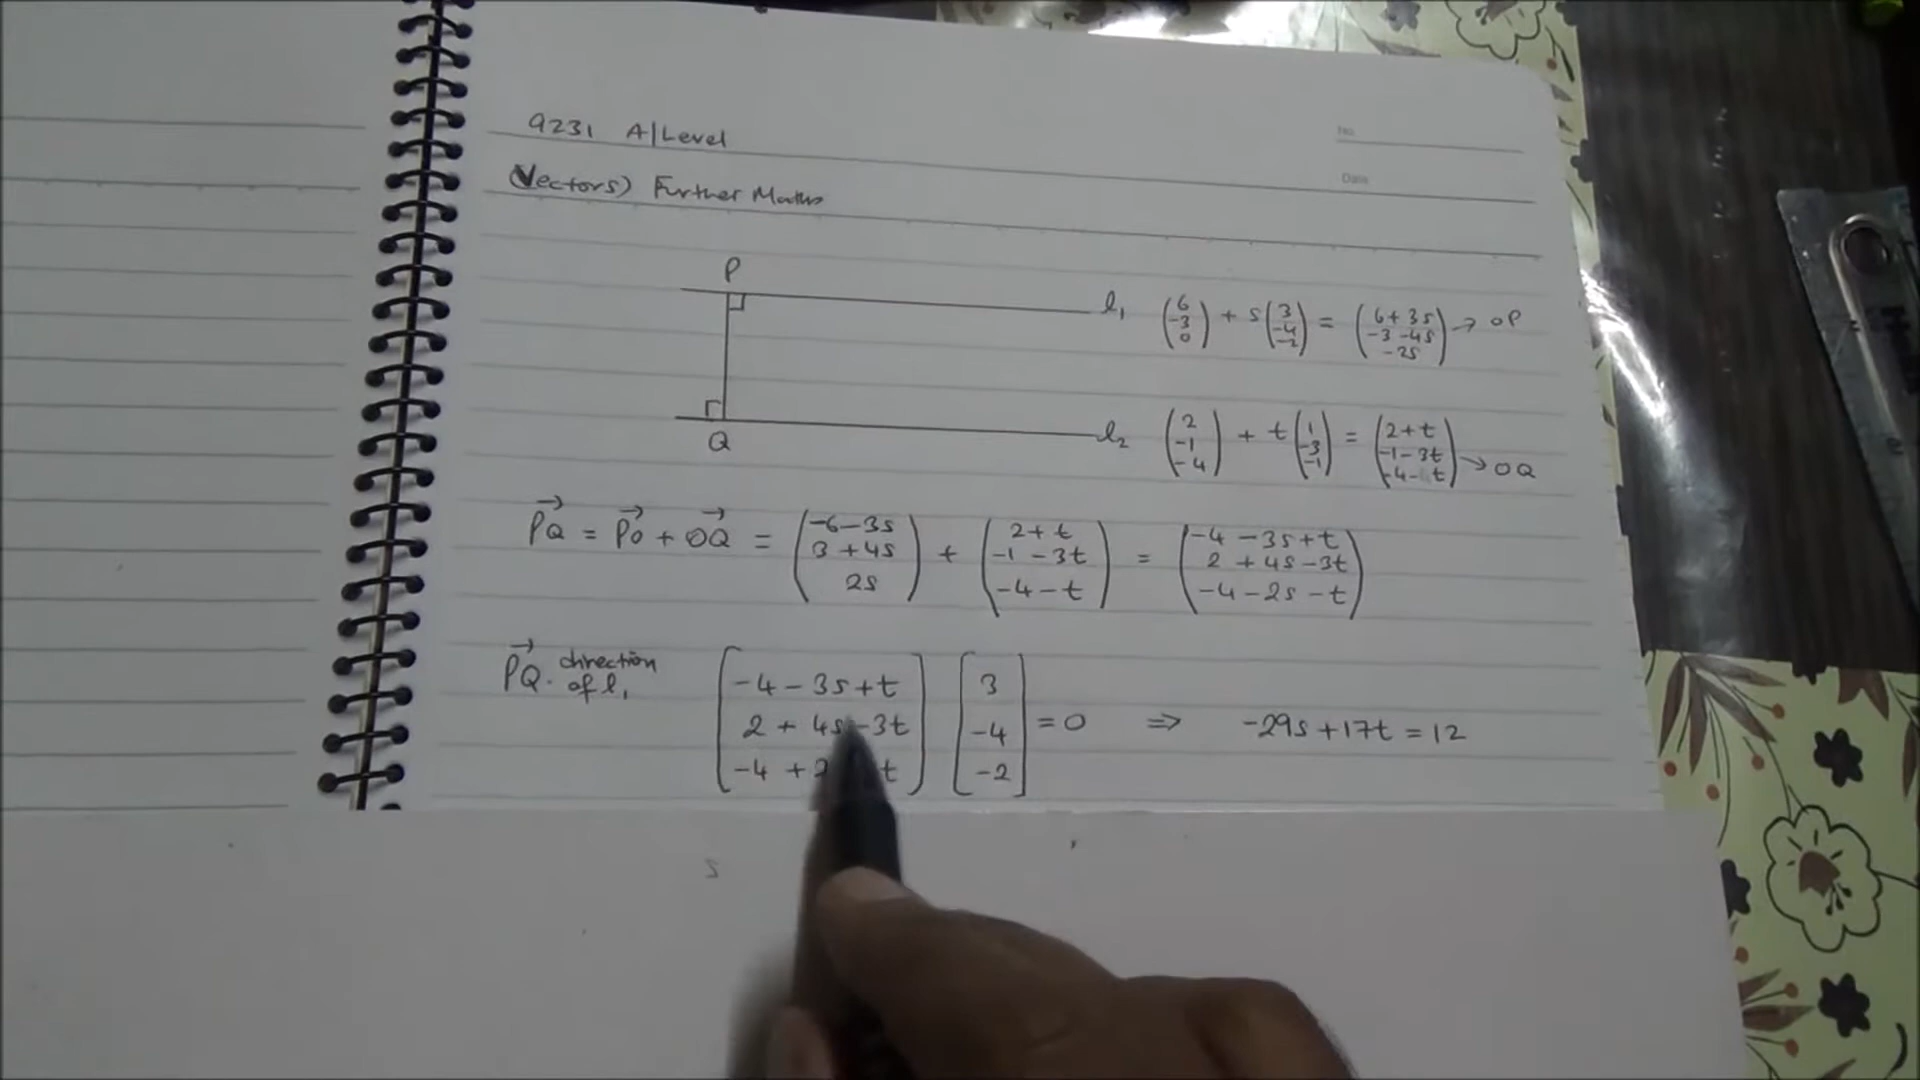 No.
9231 A/Level
Date
(Vectors) Further Maths
P
l₁ (6 -3 0) + s(3 -4 -2) = (6+3s -3-4s -2s) → OP
Q
l₂ (2 -1 -4) + t(1 -3 -1) = (2+t -1-3t -4-t) → OQ
PQ = PO + OQ = (-6-3s 3+4s 2s) + (2+t -1-3t -4-t) = (-4-3s+t 2+4s-3t -4-2s-t)
PQ. direction of l₁ [-4-3s+t 2+4s-3t -4+2 t] [3 -4 -2] = 0 ⇒ -29s+17t=12
s